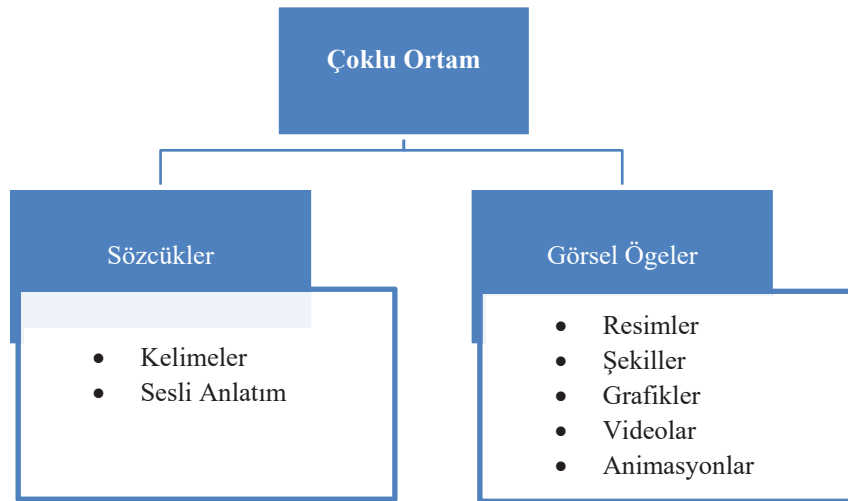 Çoklu Ortam
Sözcükler
• Kelimeler
• Sesli Anlatım
Görsel Ögeler
• Resimler
• Şekiller
• Grafikler
• Videolar
• Animasyonlar